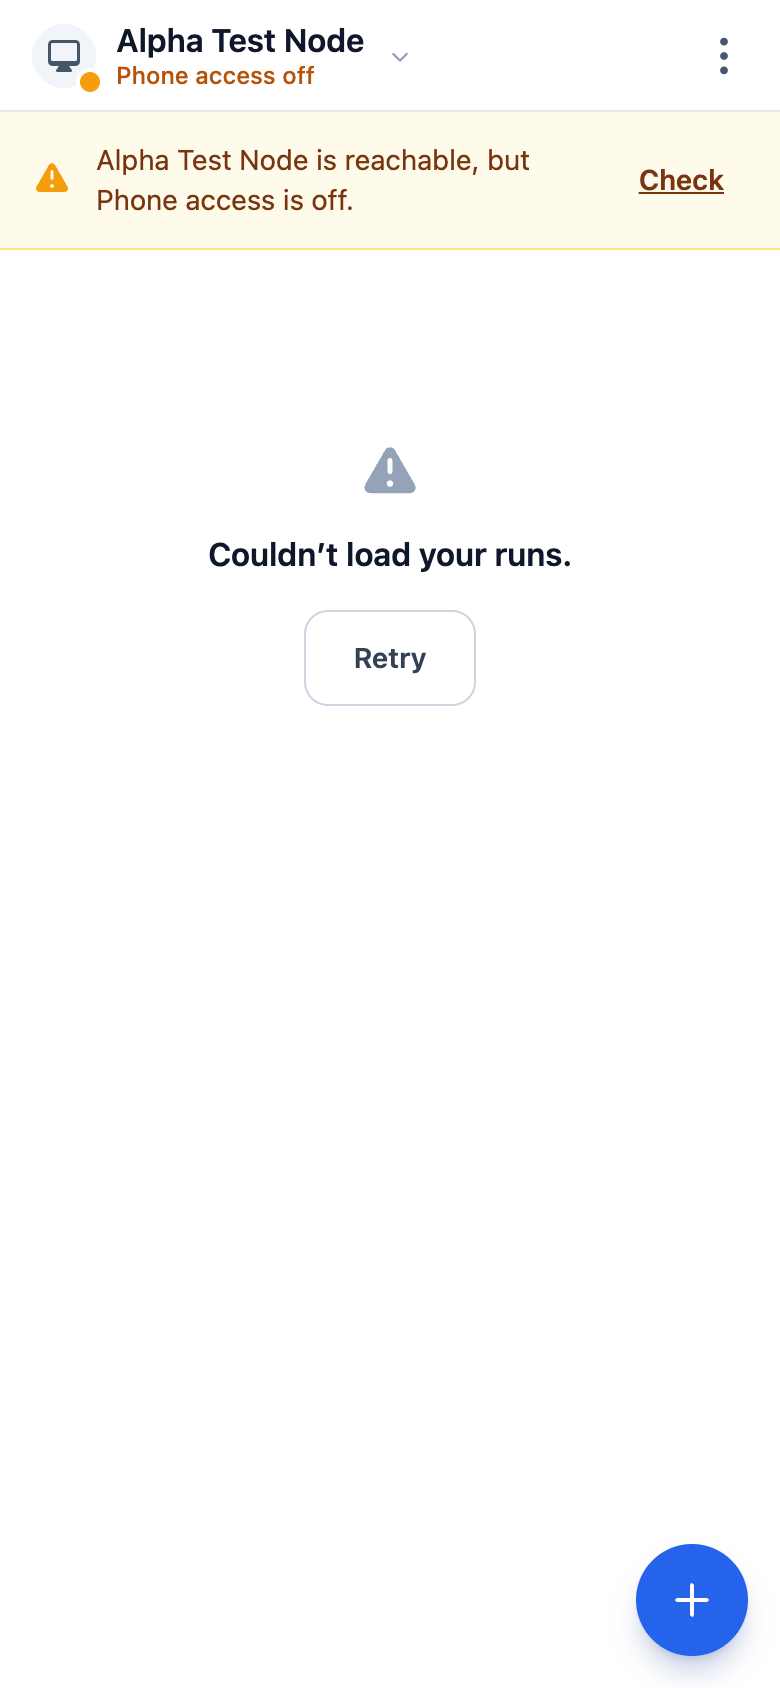 Alpha Test Node
Phone access off
Alpha Test Node is reachable, but
Phone access is off.
Check
Couldn’t load your runs.
Retry